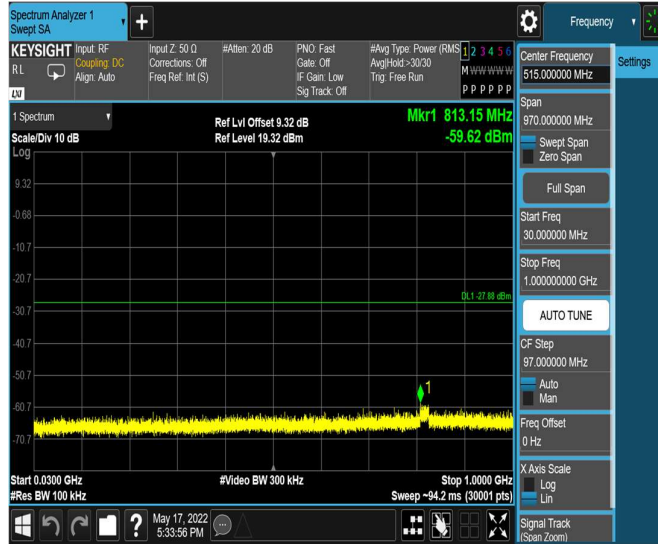 Spectrum Analyzer 1
Swept SA
Frequency
KEYSIGHT
RL
LXI
Input: RF
Coupling: DC
Align: Auto
Input Z: 50 Ω
Corrections: Off
Freq Ref: Int (S)
#Atten: 20 dB
PNO: Fast
Gate: Off
IF Gain: Low
Sig Track: Off
#Avg Type: Power (RMS
Avg|Hold:>30/30
Trig: Free Run
1 2 3 4 5 6
M W W W W W
P P P P P P
1 Spectrum
Scale/Div 10 dB
Log
Ref Lvl Offset 9.32 dB
Ref Level 19.32 dBm
Mkr1 813.15 MHz
-59.62 dBm
9.32
-0.68
-10.7
-20.7
-30.7
-40.7
-50.7
-60.7
-70.7
DL1 -27.88 dBm
1
Start 0.0300 GHz
#Res BW 100 kHz
#Video BW 300 kHz
Stop 1.0000 GHz
Sweep ~94.2 ms (30001 pts)
May 17, 2022
5:33:56 PM
Center Frequency
515.000000 MHz
Settings
Span
970.000000 MHz
Swept Span
Zero Span
Full Span
Start Freq
30.000000 MHz
Stop Freq
1.000000000 GHz
AUTO TUNE
CF Step
97.000000 MHz
Auto
Man
Freq Offset
0 Hz
X Axis Scale
Log
Lin
Signal Track
(Span Zoom)